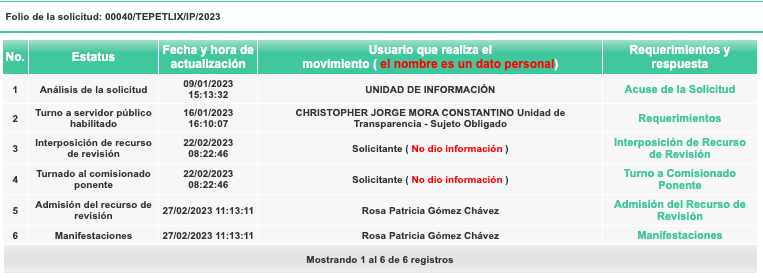 Folio de la solicitud: 00040/TEPETLIX/IP/2023
No. Estatus Fecha y hora de actualización Usuario que realiza el movimiento ( el nombre es un dato personal) Requerimientos y respuesta
1 Análisis de la solicitud 09/01/2023 15:13:32 UNIDAD DE INFORMACIÓN Acuse de la Solicitud
2 Turno a servidor público habilitado 16/01/2023 16:10:07 CHRISTOPHER JORGE MORA CONSTANTINO Unidad de Transparencia - Sujeto Obligado Requerimientos
3 Interposición de recurso de revisión 22/02/2023 08:22:46 Solicitante ( No dio información ) Interposición de Recurso de Revisión
4 Turnado al comisionado ponente 22/02/2023 08:22:46 Solicitante ( No dio información ) Turno a Comisionado Ponente
5 Admisión del recurso de revisión 27/02/2023 11:13:11 Rosa Patricia Gómez Chávez Admisión del Recurso de Revisión
6 Manifestaciones 27/02/2023 11:13:11 Rosa Patricia Gómez Chávez Manifestaciones
Mostrando 1 al 6 de 6 registros